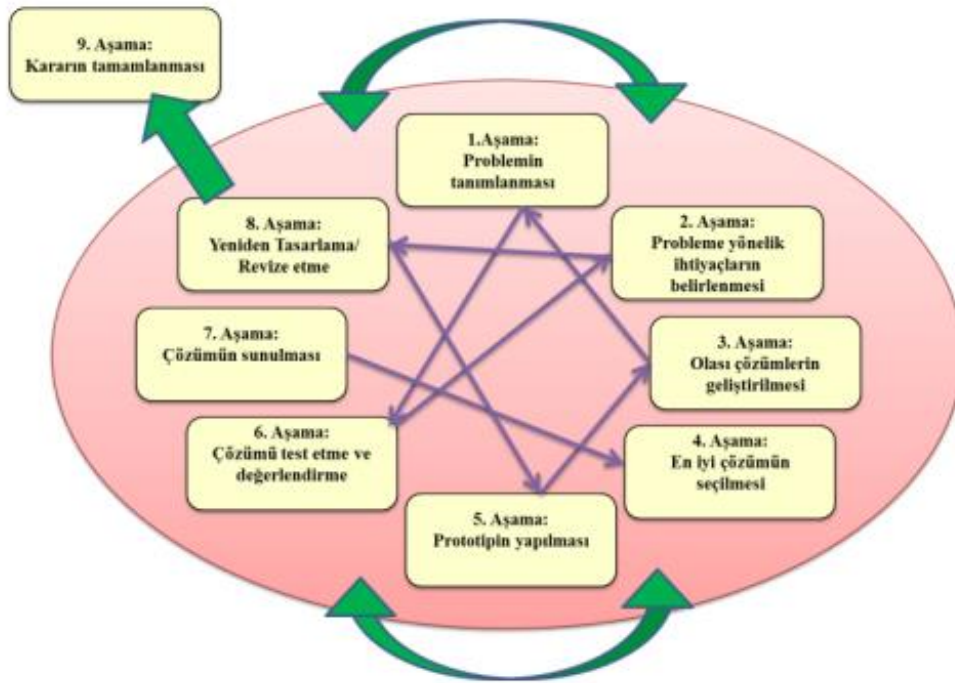 9. Aşama:
Kararın tamamlanması
1.Aşama:
Problemin
tanımlanması
2. Aşama:
Probleme yönelik
ihtiyaçların
belirlenmesi
3. Aşama:
Olası çözümlerin
geliştirilmesi
4. Aşama:
En iyi çözümün
seçilmesi
5. Aşama:
Prototipin yapılması
6. Aşama:
Çözümü test etme ve
değerlendirme
7. Aşama:
Çözümün sunulması
8. Aşama:
Yeniden Tasarlama/
Revize etme